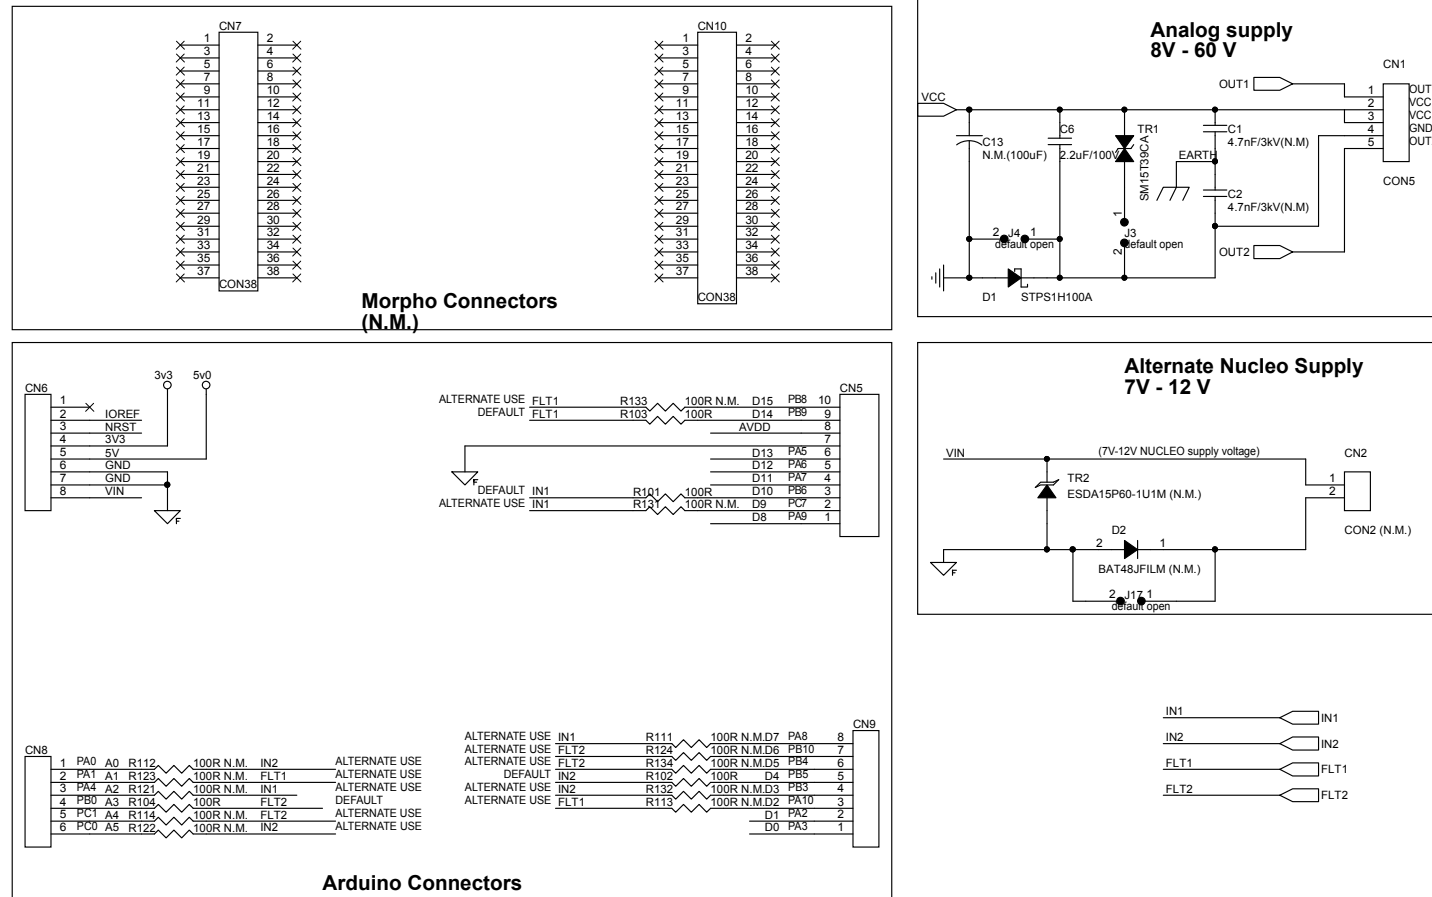 CN7
1 2
3 4
5 6
7 8
9 10
11 12
13 14
15 16
17 18
19 20
21 22
23 24
25 26
27 28
29 30
31 32
33 34
35 36
37 38
CON38
CN10
1 2
3 4
5 6
7 8
9 10
11 12
13 14
15 16
17 18
19 20
21 22
23 24
25 26
27 28
29 30
31 32
33 34
35 36
37 38
CON38
Morpho Connectors
(N.M.)
Analog supply
8V - 60 V
CN1
OUT1
1 OUT
2 VCC
3 VCC
4 GND
5 OUT
CON5
VCC
C13
N.M.(100uF)
C6
2.2uF/100V
TR1
SM15T39CA
C1
4.7nF/3kV(N.M)
EARTH
C2
4.7nF/3kV(N.M)
2 J4 1
default open
1
J3
default open
2
OUT2
D1 STPS1H100A
CN6
3v3 5v0
1
2 IOREF
3 NRST
4 3V3
5 5V
6 GND
7 GND
8 VIN
F
CN5
ALTERNATE USE FLT1 R133 100R N.M. D15 PB8 10
DEFAULT FLT1 R103 100R D14 PB9 9
AVDD 8
7
D13 PA5 6
D12 PA6 5
D11 PA7 4
DEFAULT IN1 R101 100R D10 PB6 3
ALTERNATE USE IN1 R131 100R N.M. D9 PC7 2
D8 PA9 1
F
CN8
1 PA0 A0 R112 100R N.M. IN2 ALTERNATE USE
2 PA1 A1 R123 100R N.M. FLT1 ALTERNATE USE
3 PA4 A2 R121 100R N.M. IN1 ALTERNATE USE
4 PB0 A3 R104 100R FLT2 DEFAULT
5 PC1 A4 R114 100R N.M. FLT2 ALTERNATE USE
6 PC0 A5 R122 100R N.M. IN2 ALTERNATE USE
CN9
ALTERNATE USE IN1 R111 100R N.M. D7 PA8 8
ALTERNATE USE FLT2 R124 100R N.M. D6 PB10 7
ALTERNATE USE FLT2 R134 100R N.M. D5 PB4 6
DEFAULT IN2 R102 100R D4 PB5 5
ALTERNATE USE IN2 R132 100R N.M. D3 PB3 4
ALTERNATE USE FLT1 R113 100R N.M. D2 PA10 3
D1 PA2 2
D0 PA3 1
Arduino Connectors
Alternate Nucleo Supply
7V - 12 V
VIN (7V-12V NUCLEO supply voltage)
CN2
1
2
CON2 (N.M.)
TR2
ESDA15P60-1U1M (N.M.)
D2
2 1
BAT48JFILM (N.M.)
F
2 J17 1
default open
IN1 IN1
IN2 IN2
FLT1 FLT1
FLT2 FLT2